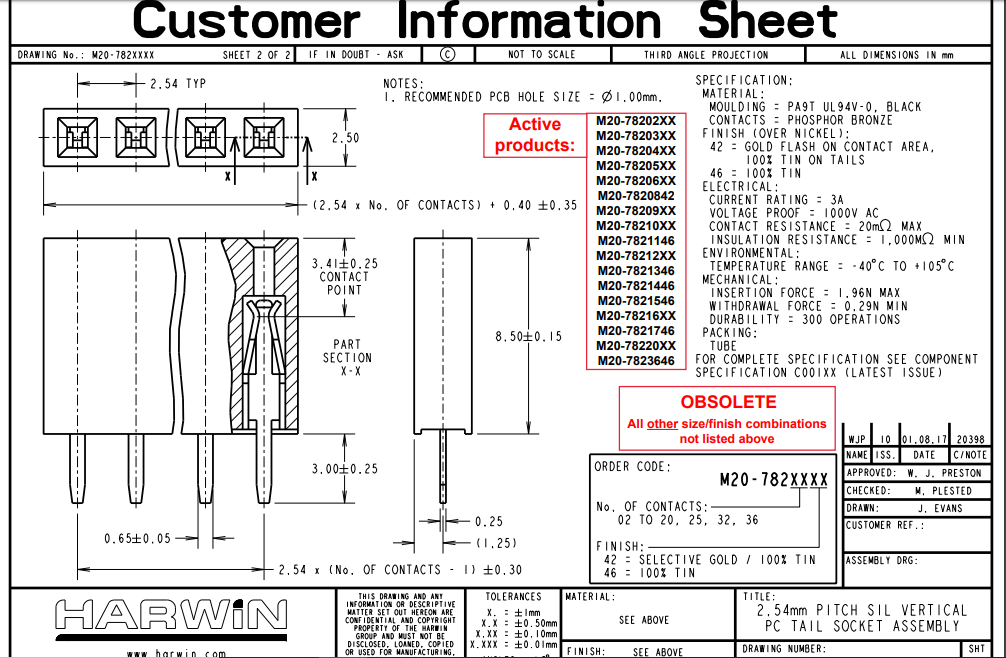 Customer Information Sheet
DRAWING No.: M20-782XXXX
SHEET 2 OF 2
IF IN DOUBT - ASK
C
NOT TO SCALE
THIRD ANGLE PROJECTION
ALL DIMENSIONS IN mm
2.54 TYP
2.50
X
X
(2.54 x No. OF CONTACTS) + 0.40 ±0.35
NOTES:
1. RECOMMENDED PCB HOLE SIZE = Ø1.00mm.
Active
products:
M20-78202XX
M20-78203XX
M20-78204XX
M20-78205XX
M20-78206XX
M20-7820842
M20-78209XX
M20-78210XX
M20-7821146
M20-78212XX
M20-7821346
M20-7821446
M20-7821546
M20-78216XX
M20-7821746
M20-78220XX
M20-7823646
SPECIFICATION:
MATERIAL:
MOULDING = PA9T UL94V-0, BLACK
CONTACTS = PHOSPHOR BRONZE
FINISH (OVER NICKEL):
42 = GOLD FLASH ON CONTACT AREA,
100% TIN ON TAILS
46 = 100% TIN
ELECTRICAL:
CURRENT RATING = 3A
VOLTAGE PROOF = 1000V AC
CONTACT RESISTANCE = 20mΩ MAX
INSULATION RESISTANCE = 1,000MΩ MIN
ENVIRONMENTAL:
TEMPERATURE RANGE = -40°C TO +105°C
MECHANICAL:
INSERTION FORCE = 1.96N MAX
WITHDRAWAL FORCE = 0.29N MIN
DURABILITY = 300 OPERATIONS
PACKING:
TUBE
FOR COMPLETE SPECIFICATION SEE COMPONENT
SPECIFICATION C001XX (LATEST ISSUE)
3.41±0.25
CONTACT
POINT
PART
SECTION
X-X
8.50±0.15
3.00±0.25
0.65±0.05
0.25
(1.25)
2.54 x (No. OF CONTACTS - 1) ±0.30
OBSOLETE
All other size/finish combinations
not listed above
ORDER CODE:
M20-782XXXX
No. OF CONTACTS:
02 TO 20, 25, 32, 36
FINISH:
42 = SELECTIVE GOLD / 100% TIN
46 = 100% TIN
WJP 10 01.08.17 20398
NAME ISS. DATE C/NOTE
APPROVED: W. J. PRESTON
CHECKED: M. PLESTED
DRAWN: J. EVANS
CUSTOMER REF.:
ASSEMBLY DRG:
HARWIN
www.harwin.com
THIS DRAWING AND ANY
INFORMATION OR DESCRIPTIVE
MATTER SET OUT HEREON ARE
CONFIDENTIAL AND COPYRIGHT
PROPERTY OF THE HARWIN
GROUP AND MUST NOT BE
DISCLOSED, LOANED, COPIED
OR USED FOR MANUFACTURING,
TOLERANCES
X. = ±1mm
X.X = ±0.50mm
X.XX = ±0.10mm
X.XXX = ±0.01mm
MATERIAL:
SEE ABOVE
FINISH: SEE ABOVE
TITLE:
2.54mm PITCH SIL VERTICAL
PC TAIL SOCKET ASSEMBLY
DRAWING NUMBER:
SHT